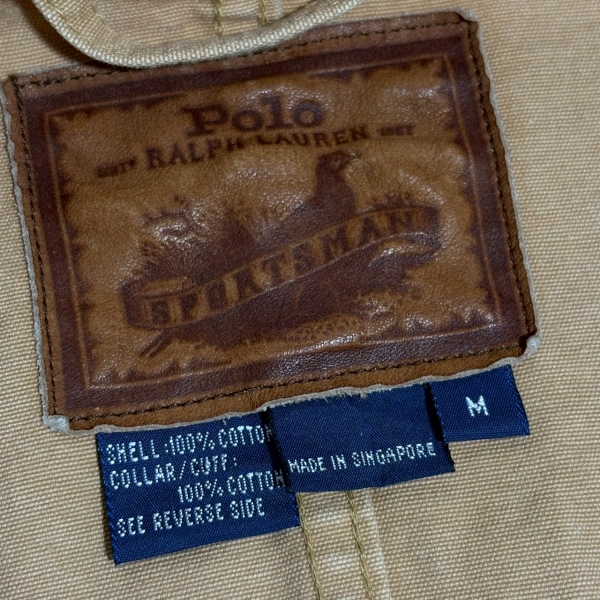 Polo
RALPH LAUREN
SPORTSMAN
M
MADE IN SINGAPORE
SHELL:100% COTTON
COLLAR/CUFF:
100% COTTON
SEE REVERSE SIDE